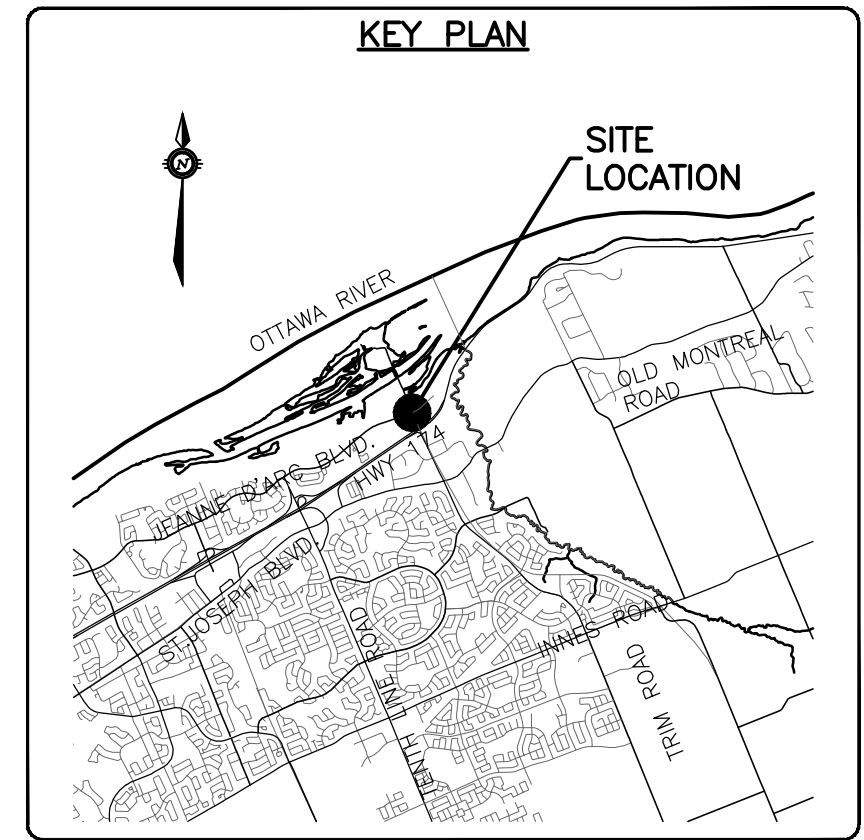 KEY PLAN
SITE
LOCATION
N
OTTAWA RIVER
OLD MONTREAL
ROAD
JEANNE D'ARC BLVD.
HWY 174
ST.JOSEPH BLVD.
INNES ROAD
TENTH LINE ROAD
TRIM ROAD